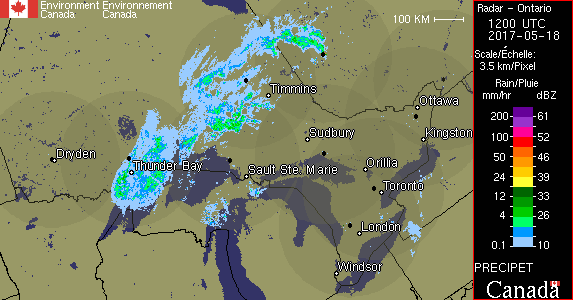 Environment Environnement
Canada Canada
100 KM
Timmins
Ottawa
Sudbury
Kingston
Dryden
Thunder Bay
Sault Ste. Marie
Orillia
Toronto
London
Windsor
Radar - Ontario
1200 UTC
2017-05-18
Scale/Échelle:
3.5 km/Pixel
Rain/Pluie
mm/hr dBZ
200 61
100 52
50 46
24 39
12 34
4 26
0.1 10
PRECIPET
Canada